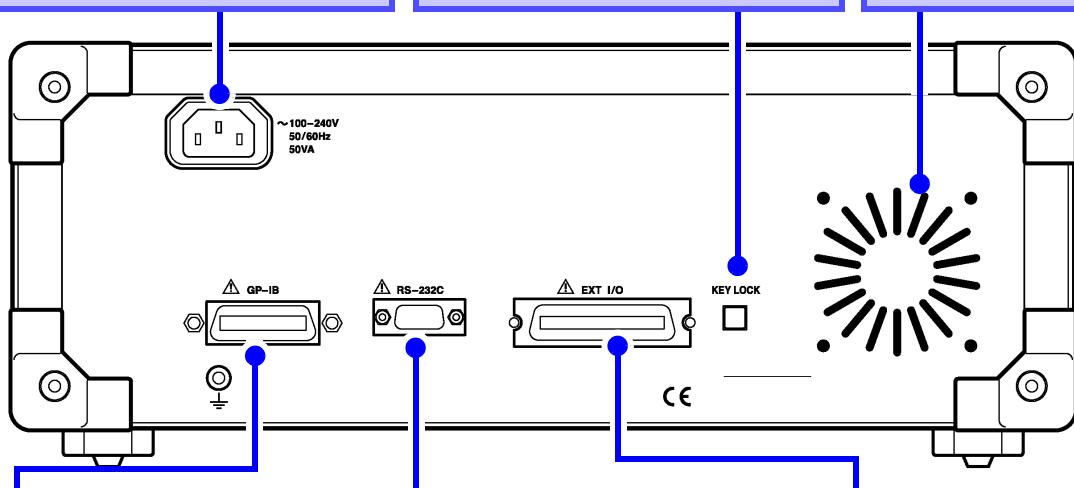 ~100-240V
50/60Hz
50VA
GP-IB
RS-232C
EXT I/O
KEY LOCK
CE